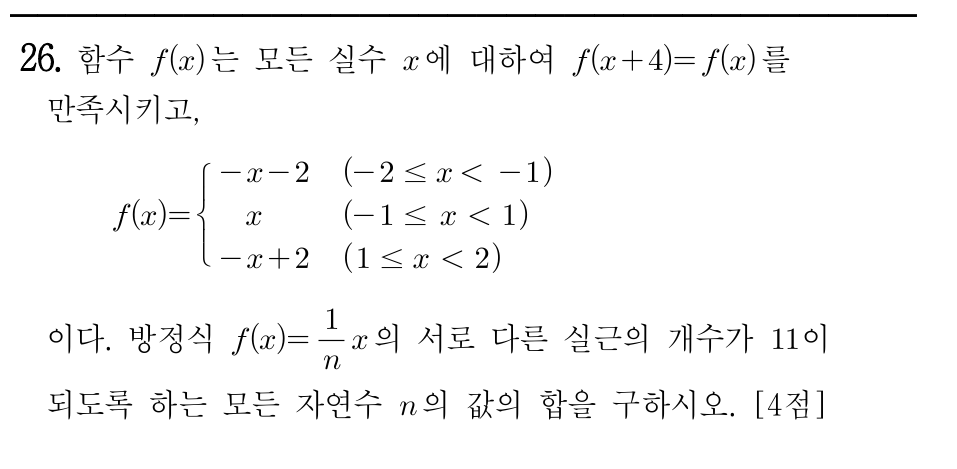 26. 함수 f(x)는 모든 실수 x에 대하여 f(x+4)=f(x)를
만족시키고,
f(x)={ -x-2 (-2≤x< -1)
x (-1≤ x<1)
-x+2 (1≤x<2)
이다. 방정식 f(x)=1/n x의 서로 다른 실근의 개수가 11이
되도록 하는 모든 자연수 n의 값의 합을 구하시오. [4점]